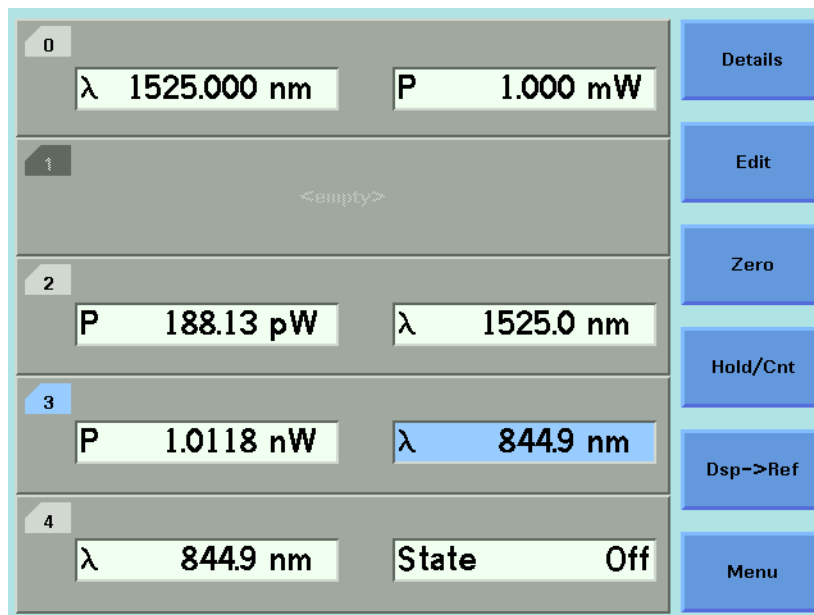 0
λ 1525.000 nm P 1.000 mW
Details
1
<empty>
Edit
2
P 188.13 pW λ 1525.0 nm
Zero
Hold/Cnt
3
P 1.0118 nW λ 844.9 nm
Dsp->Ref
4
λ 844.9 nm State Off
Menu